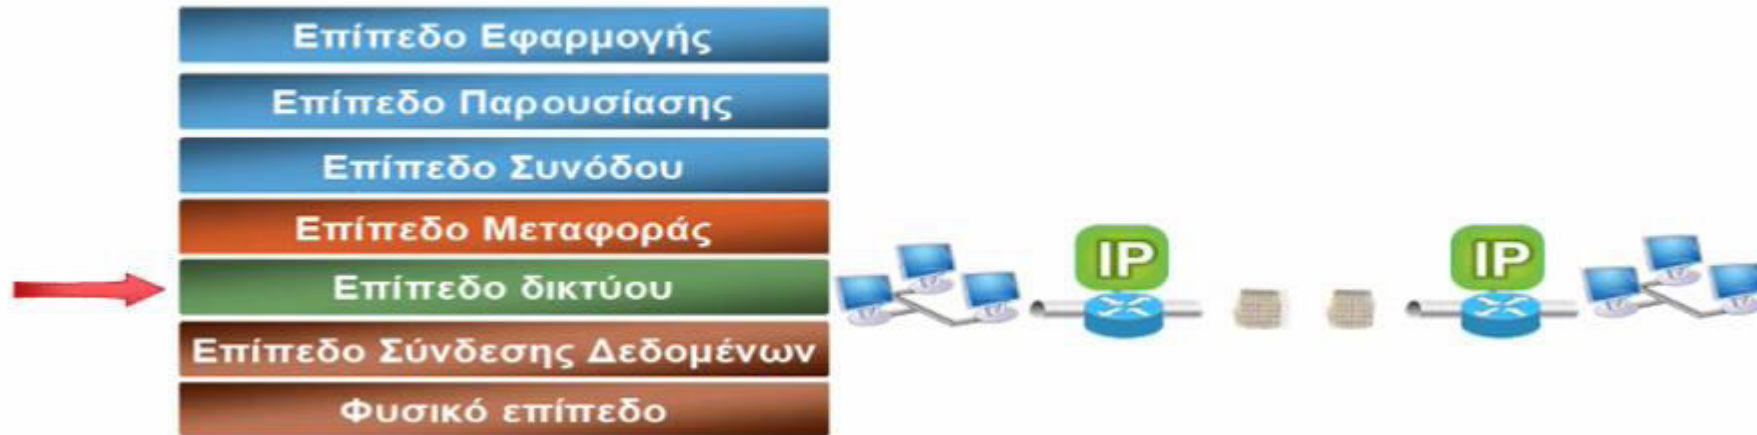 Επίπεδο Εφαρμογής
Επίπεδο Παρουσίασης
Επίπεδο Συνόδου
Επίπεδο Μεταφοράς
Επίπεδο δικτύου
Επίπεδο Σύνδεσης Δεδομένων
Φυσικό επίπεδο
IP
IP